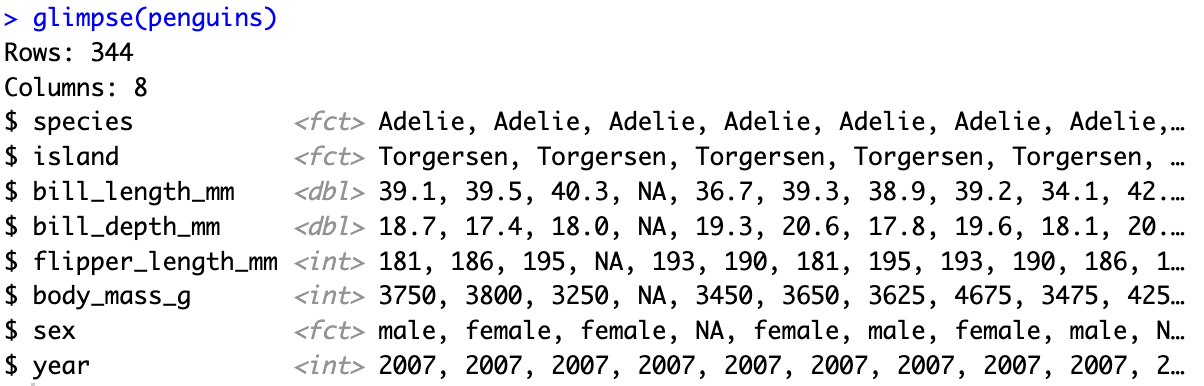 > glimpse(penguins)
Rows: 344
Columns: 8
$ species           <fct> Adelie, Adelie, Adelie, Adelie, Adelie, Adelie, Adelie,…
$ island            <fct> Torgersen, Torgersen, Torgersen, Torgersen, Torgersen, …
$ bill_length_mm    <dbl> 39.1, 39.5, 40.3, NA, 36.7, 39.3, 38.9, 39.2, 34.1, 42.…
$ bill_depth_mm     <dbl> 18.7, 17.4, 18.0, NA, 19.3, 20.6, 17.8, 19.6, 18.1, 20.…
$ flipper_length_mm <int> 181, 186, 195, NA, 193, 190, 181, 195, 193, 190, 186, 1…
$ body_mass_g       <int> 3750, 3800, 3250, NA, 3450, 3650, 3625, 4675, 3475, 425…
$ sex               <fct> male, female, female, NA, female, male, female, male, N…
$ year              <int> 2007, 2007, 2007, 2007, 2007, 2007, 2007, 2007, 2007, 2…